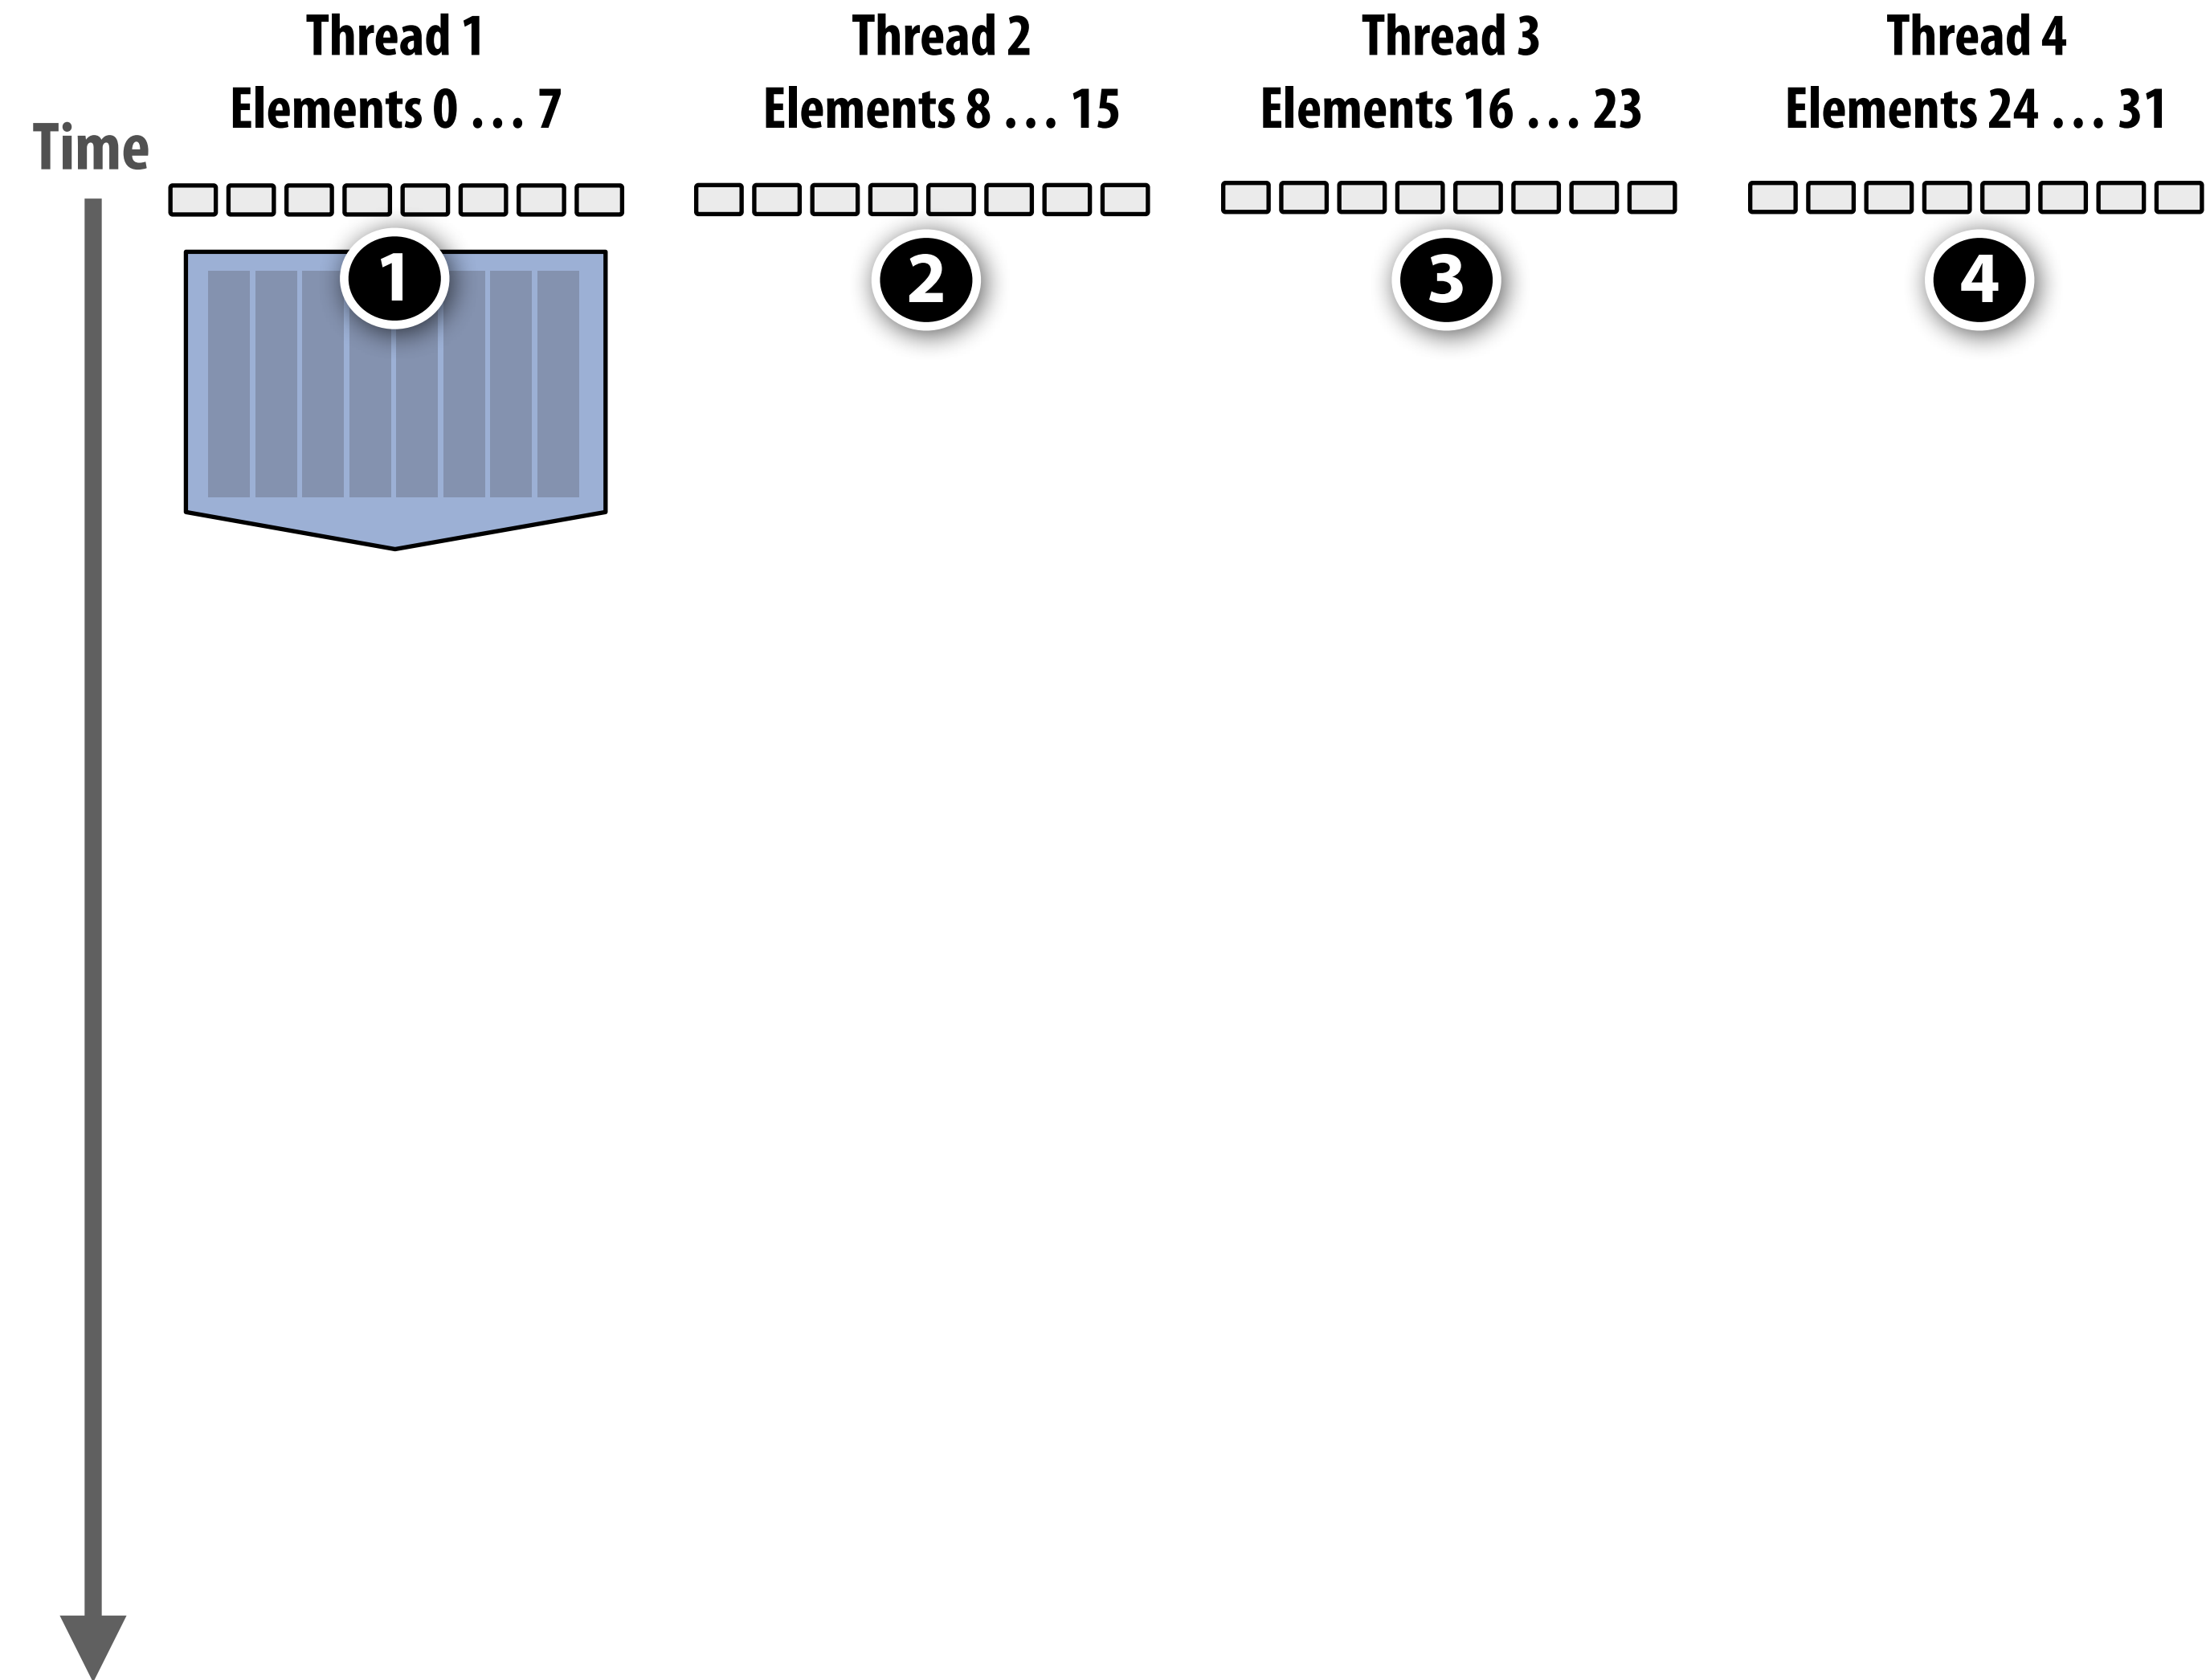 Thread 1
Elements 0 . . . 7
Thread 2
Elements 8 . . . 15
Thread 3
Elements 16 . . . 23
Thread 4
Elements 24 . . . 31
Time
1
2
3
4